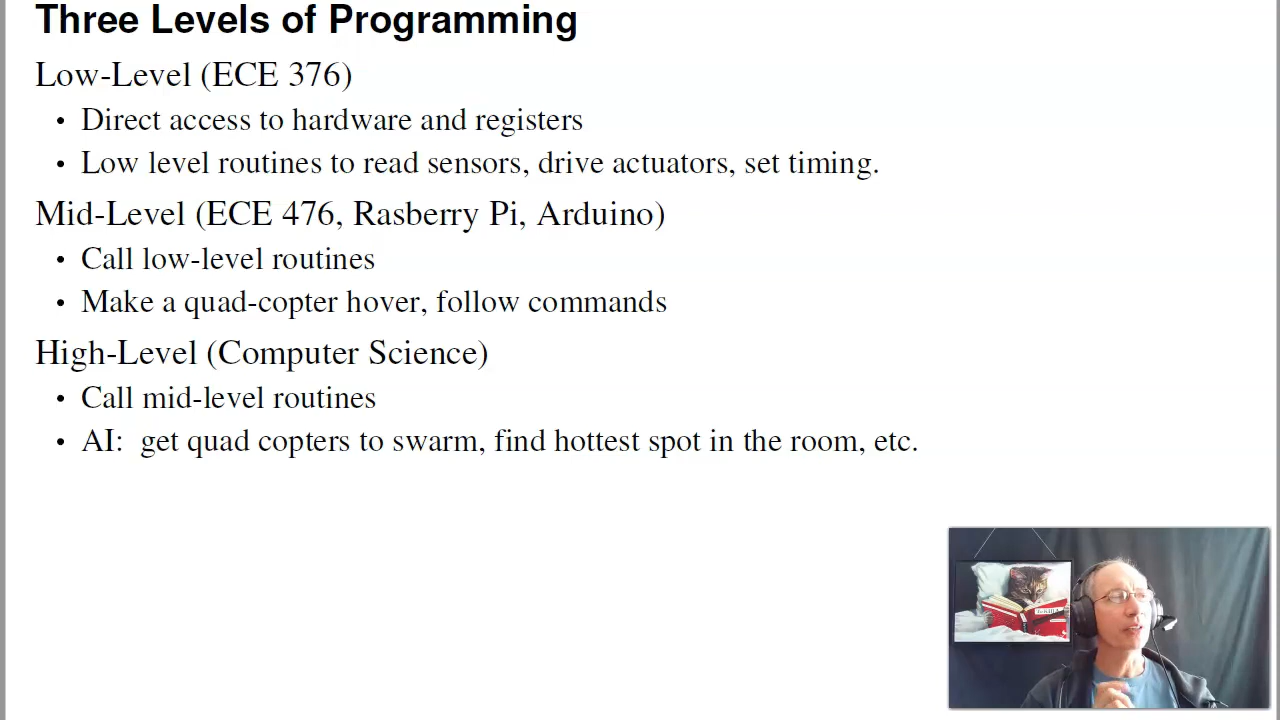 Three Levels of Programming
Low-Level (ECE 376)
• Direct access to hardware and registers
• Low level routines to read sensors, drive actuators, set timing.
Mid-Level (ECE 476, Rasberry Pi, Arduino)
• Call low-level routines
• Make a quad-copter hover, follow commands
High-Level (Computer Science)
• Call mid-level routines
• AI: get quad copters to swarm, find hottest spot in the room, etc.